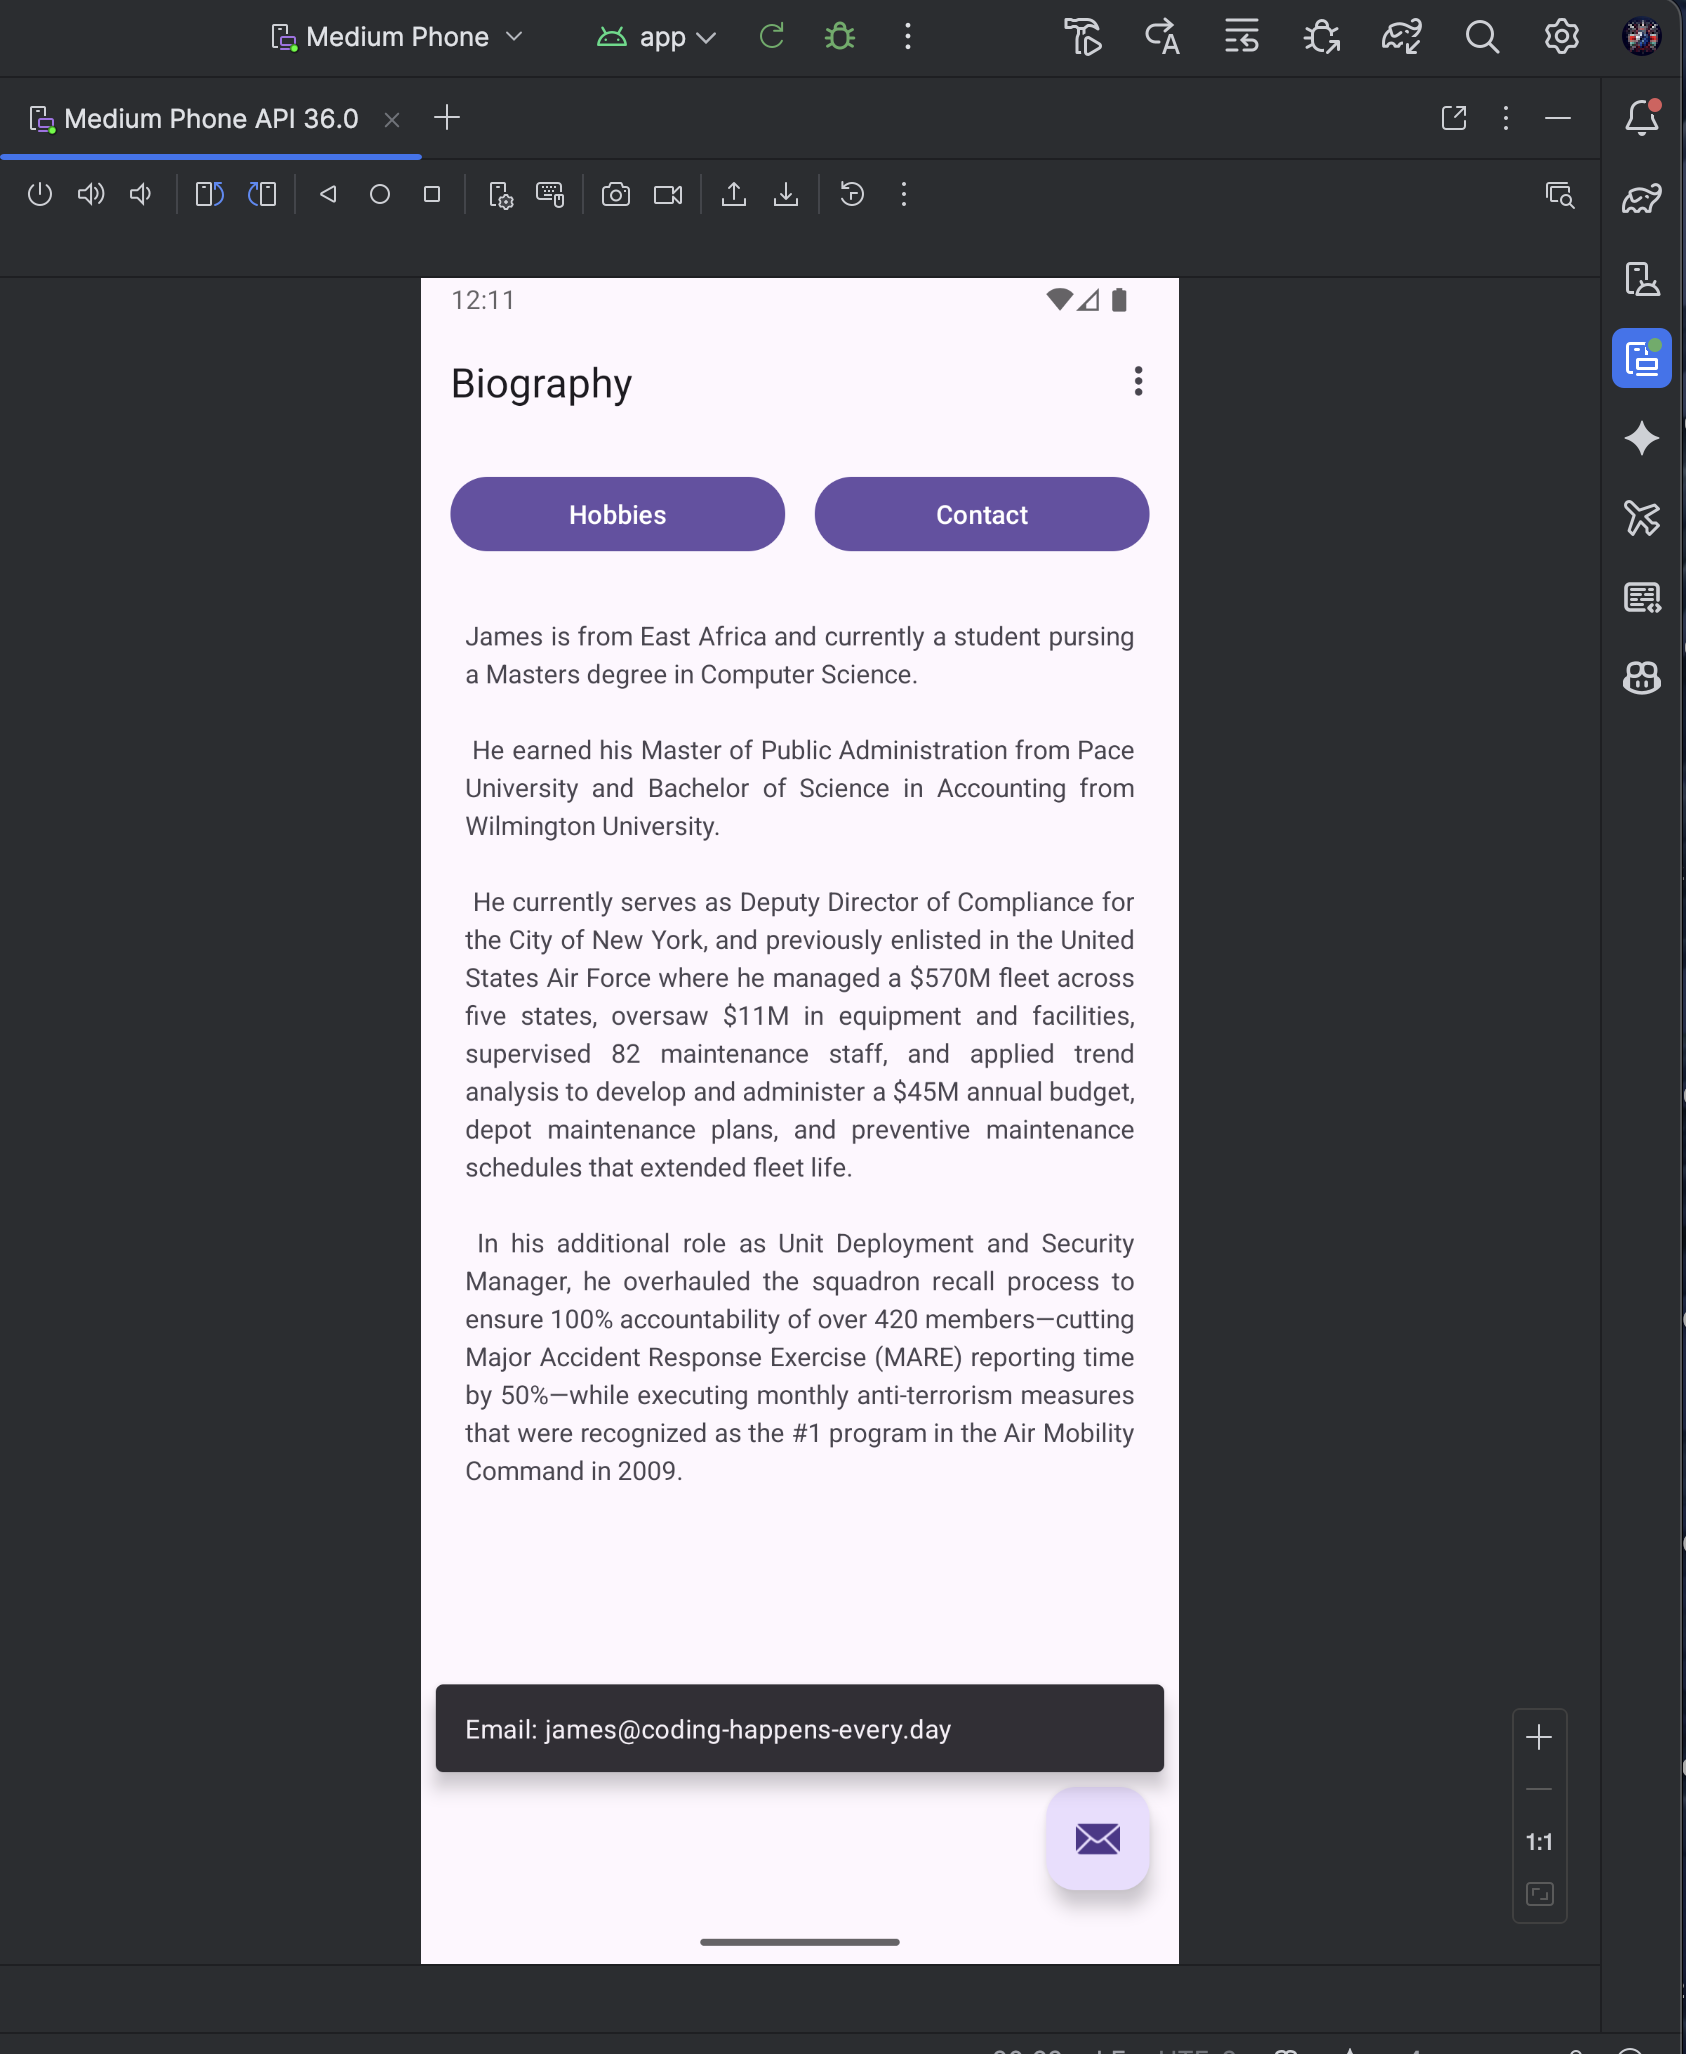 Medium Phone
app
Medium Phone API 36.0
12:11
Biography
Hobbies
Contact
James is from East Africa and currently a student pursing
a Masters degree in Computer Science.
He earned his Master of Public Administration from Pace
University and Bachelor of Science in Accounting from
Wilmington University.
He currently serves as Deputy Director of Compliance for
the City of New York, and previously enlisted in the United
States Air Force where he managed a $570M fleet across
five states, oversaw $11M in equipment and facilities,
supervised 82 maintenance staff, and applied trend
analysis to develop and administer a $45M annual budget,
depot maintenance plans, and preventive maintenance
schedules that extended fleet life.
In his additional role as Unit Deployment and Security
Manager, he overhauled the squadron recall process to
ensure 100% accountability of over 420 members—cutting
Major Accident Response Exercise (MARE) reporting time
by 50%—while executing monthly anti-terrorism measures
that were recognized as the #1 program in the Air Mobility
Command in 2009.
Email: james@coding-happens-every.day
1:1